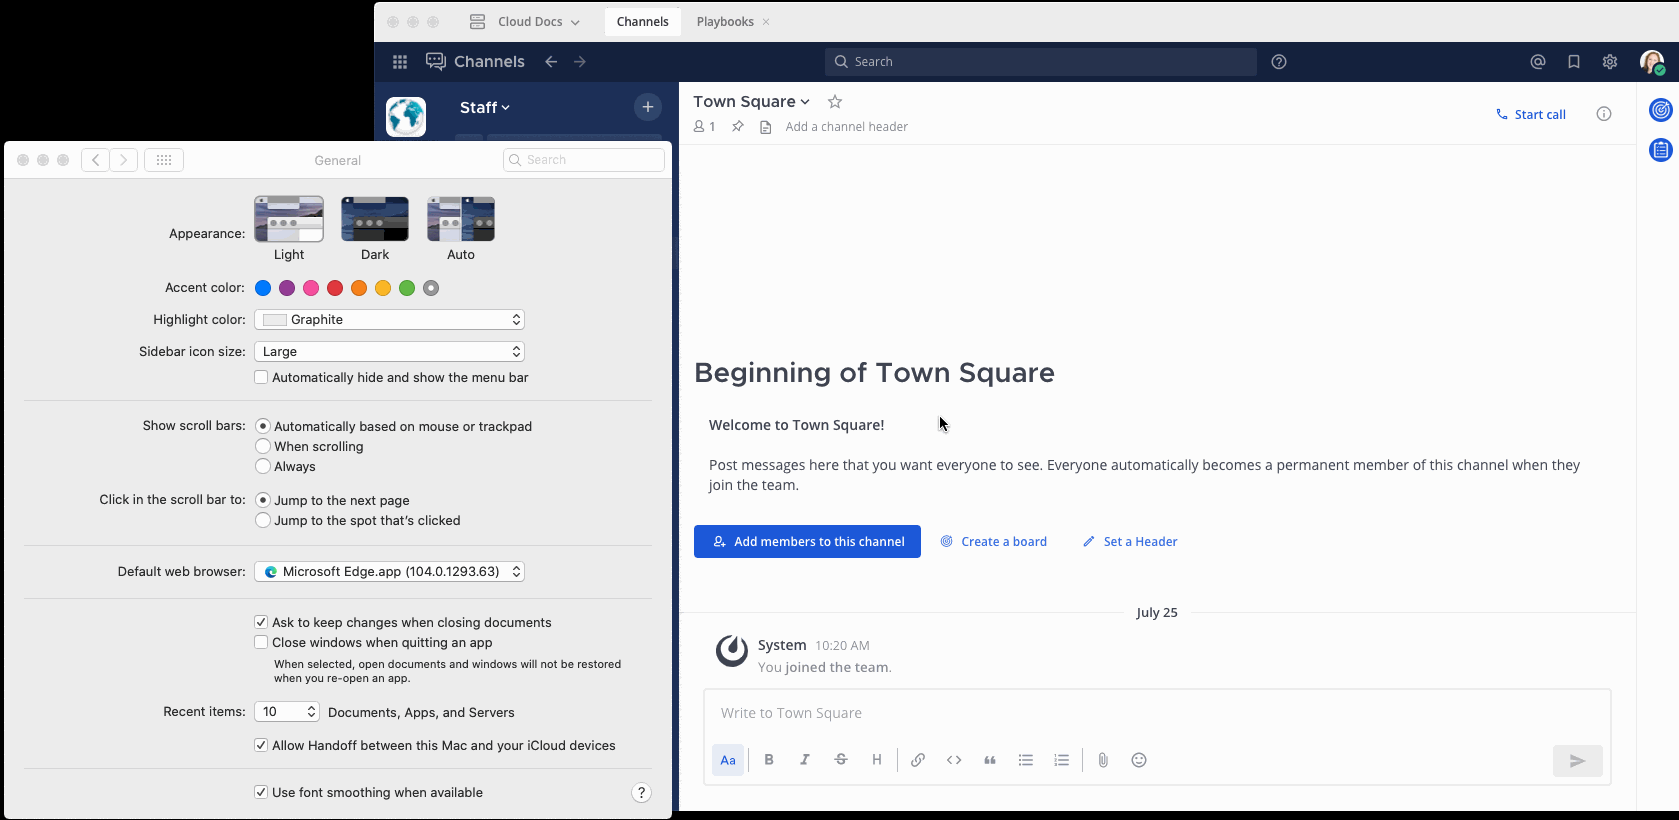 Cloud Docs
Channels
Playbooks
Channels
Search
Staff
Town Square
1
Add a channel header
Start call
General
Search
Appearance:
Light
Dark
Auto
Accent color:
Highlight color:
Graphite
Sidebar icon size:
Large
Automatically hide and show the menu bar
Show scroll bars:
Automatically based on mouse or trackpad
When scrolling
Always
Click in the scroll bar to:
Jump to the next page
Jump to the spot that's clicked
Default web browser:
Microsoft Edge.app (104.0.1293.63)
Ask to keep changes when closing documents
Close windows when quitting an app
When selected, open documents and windows will not be restored
when you re-open an app.
Recent items:
10
Documents, Apps, and Servers
Allow Handoff between this Mac and your iCloud devices
Use font smoothing when available
?
Beginning of Town Square
Welcome to Town Square!
Post messages here that you want everyone to see. Everyone automatically becomes a permanent member of this channel when they
join the team.
Add members to this channel
Create a board
Set a Header
July 25
System 10:20 AM
You joined the team.
Write to Town Square
Aa B I S H